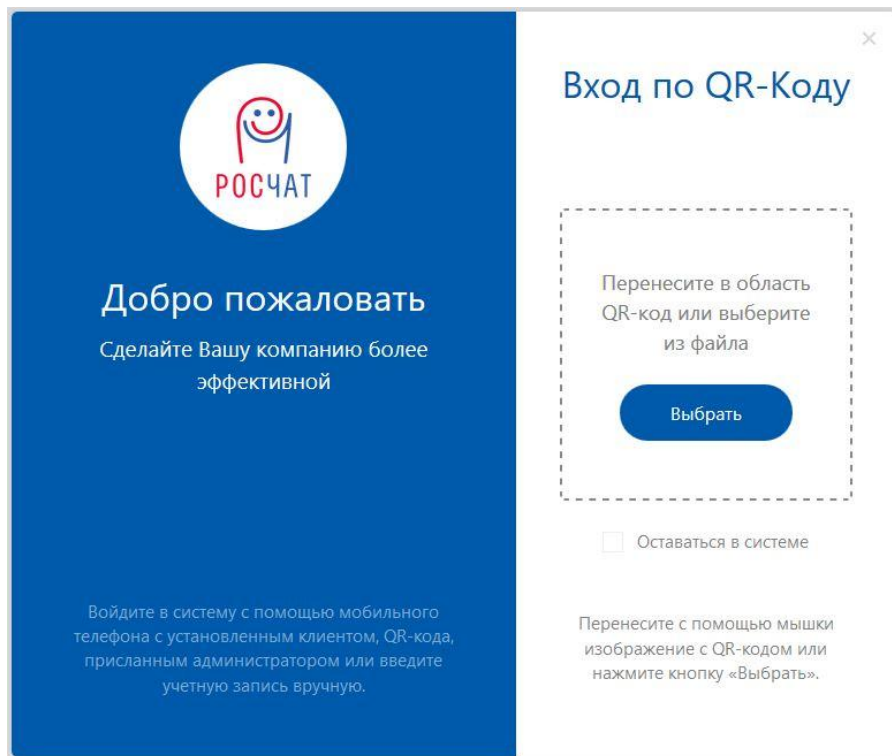 РОСЧАТ
Добро пожаловать
Сделайте Вашу компанию более
эффективной
Войдите в систему с помощью мобильного
телефона с установленным клиентом, QR-кода,
присланным администратором или введите
учетную запись вручную.
Вход по QR-Коду
Перенесите в область
QR-код или выберите
из файла
Выбрать
Оставаться в системе
Перенесите с помощью мышки
изображение с QR-кодом или
нажмите кнопку «Выбрать».